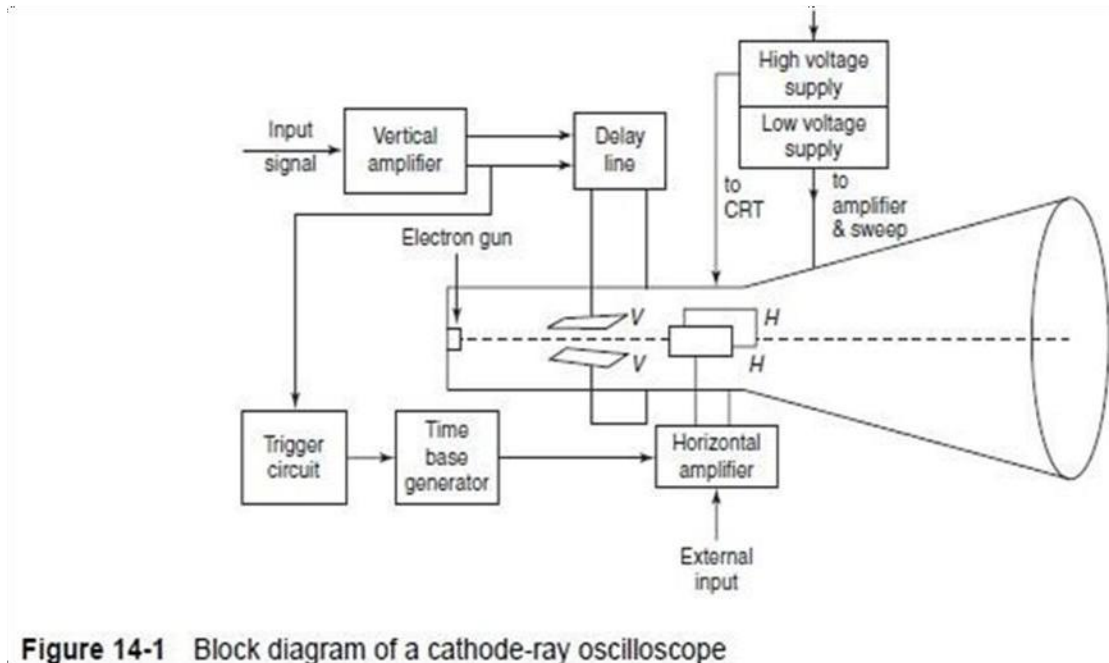 High voltage
supply
Low voltage
supply
Input
signal
Vertical
amplifier
Delay
line
to
CRT
to
amplifier
& sweep
Electron gun
V
V
H
H
Trigger
circuit
Time
base
generator
Horizontal
amplifier
External
input
Figure 14-1 Block diagram of a cathode-ray oscilloscope